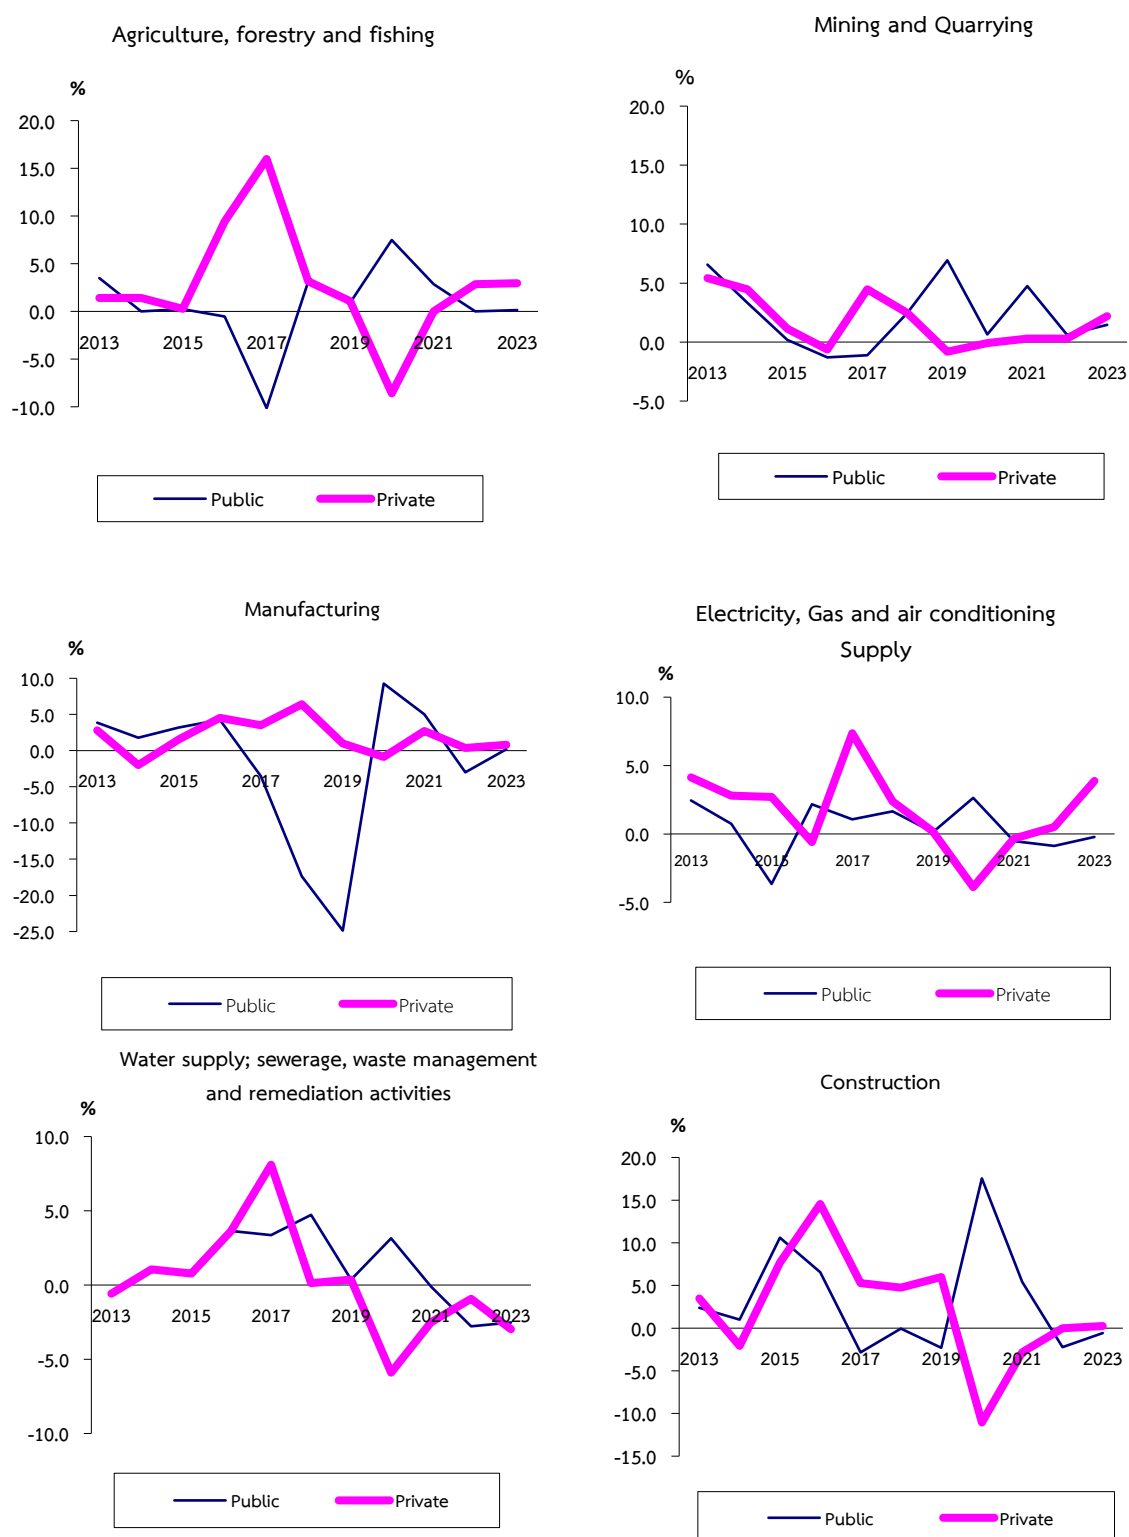 Agriculture, forestry and fishing
%
20.0
15.0
10.0
5.0
0.0
-5.0
-10.0
2013 2015 2017 2019 2021 2023
Public Private
Mining and Quarrying
%
20.0
15.0
10.0
5.0
0.0
-5.0
2013 2015 2017 2019 2021 2023
Public Private
Manufacturing
%
10.0
5.0
0.0
-5.0
-10.0
-15.0
-20.0
-25.0
2013 2015 2017 2019 2021 2023
Public Private
Electricity, Gas and air conditioning
Supply
%
10.0
5.0
0.0
-5.0
2013 2015 2017 2019 2021 2023
Public Private
Water supply; sewerage, waste management
and remediation activities
%
10.0
5.0
0.0
-5.0
-10.0
2013 2015 2017 2019 2021 2023
Public Private
Construction
%
20.0
15.0
10.0
5.0
0.0
-5.0
-10.0
-15.0
2013 2015 2017 2019 2021 2023
Public Private